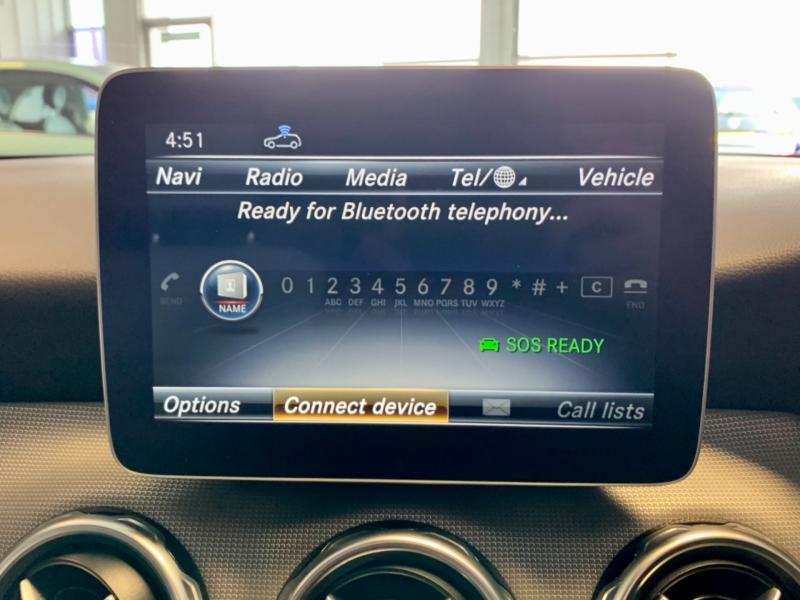 4:51
Navi Radio Media Tel/ Vehicle
Ready for Bluetooth telephony...
0 1 2 3 4 5 6 7 8 9 * # + C
SEND NAME ABC DEF GHI JKL MNO PQRS TUV WXYZ END
SOS READY
Options Connect device Call lists